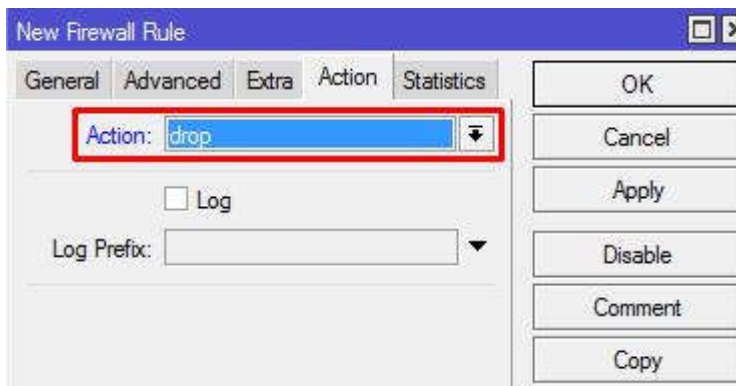 New Firewall Rule
General Advanced Extra Action Statistics
Action: drop
Log
Log Prefix:
OK
Cancel
Apply
Disable
Comment
Copy